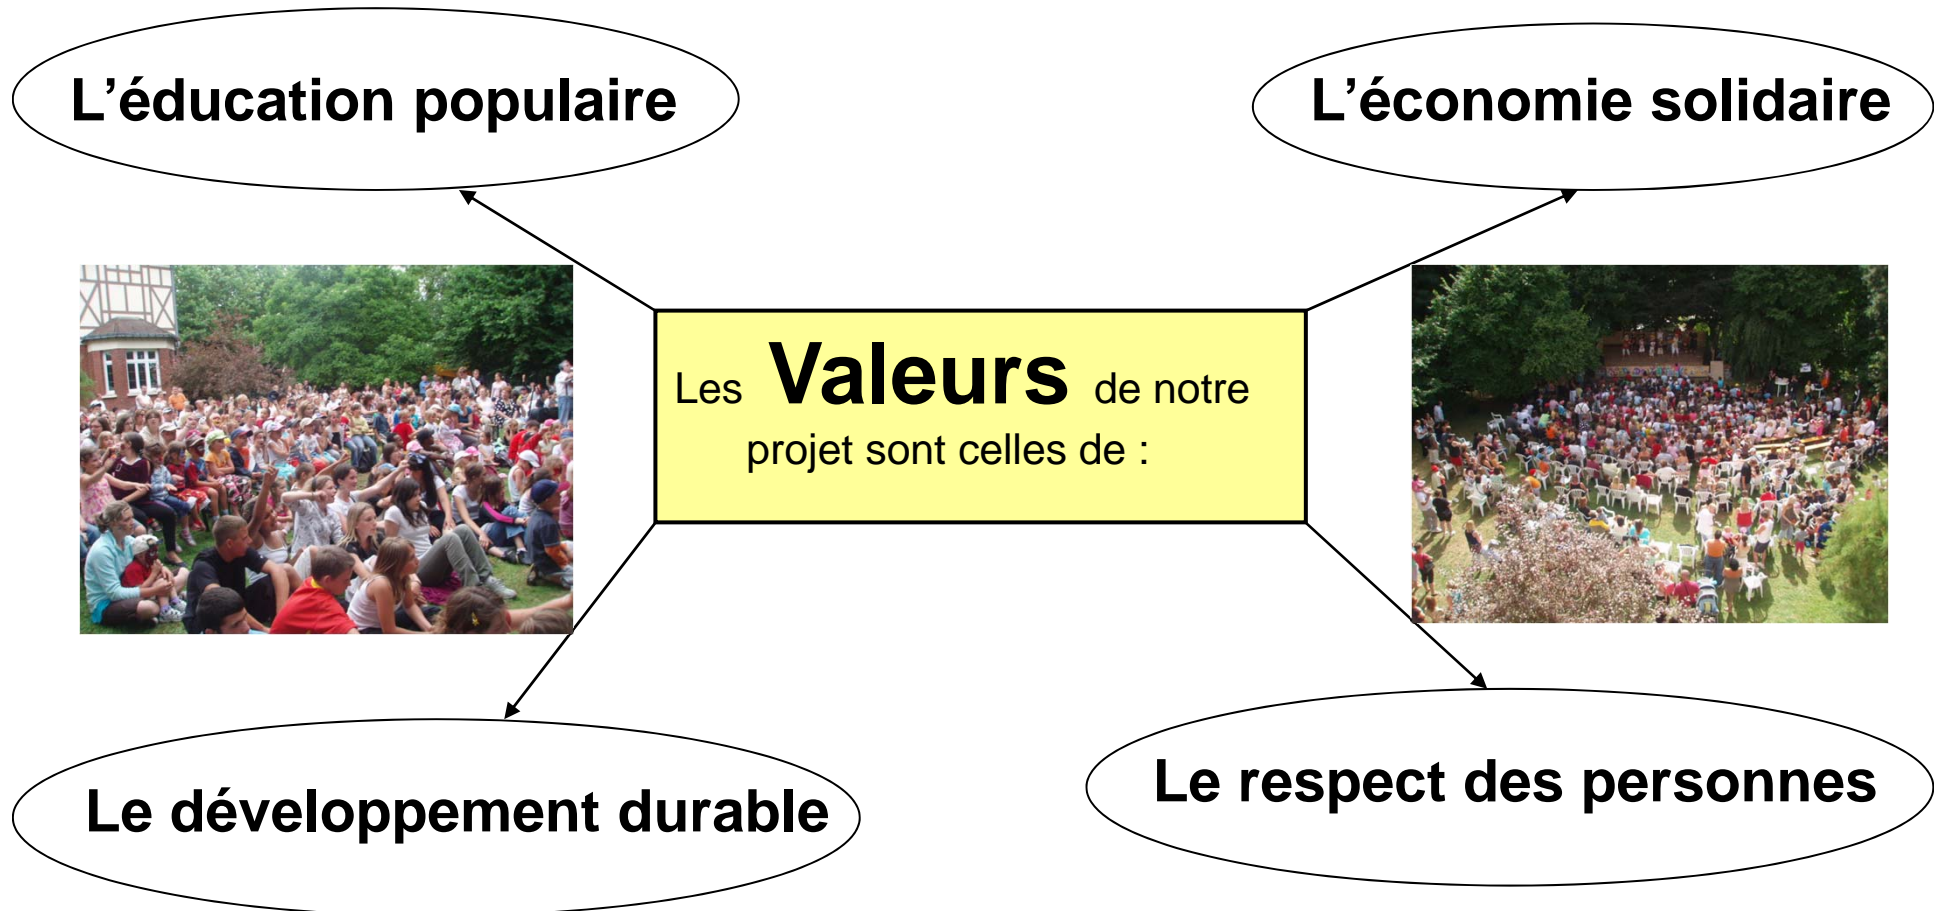 L’éducation populaire
L’économie solidaire
Les Valeurs de notre
projet sont celles de :
Le développement durable
Le respect des personnes